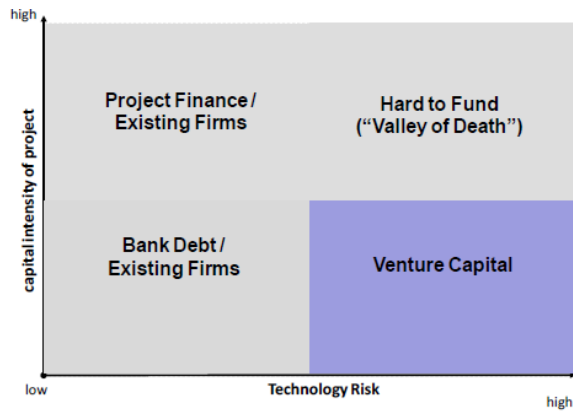 high
Project Finance /
Existing Firms
Hard to Fund
(“Valley of Death”)
capital intensity of project
Bank Debt /
Existing Firms
Venture Capital
low
Technology Risk
high